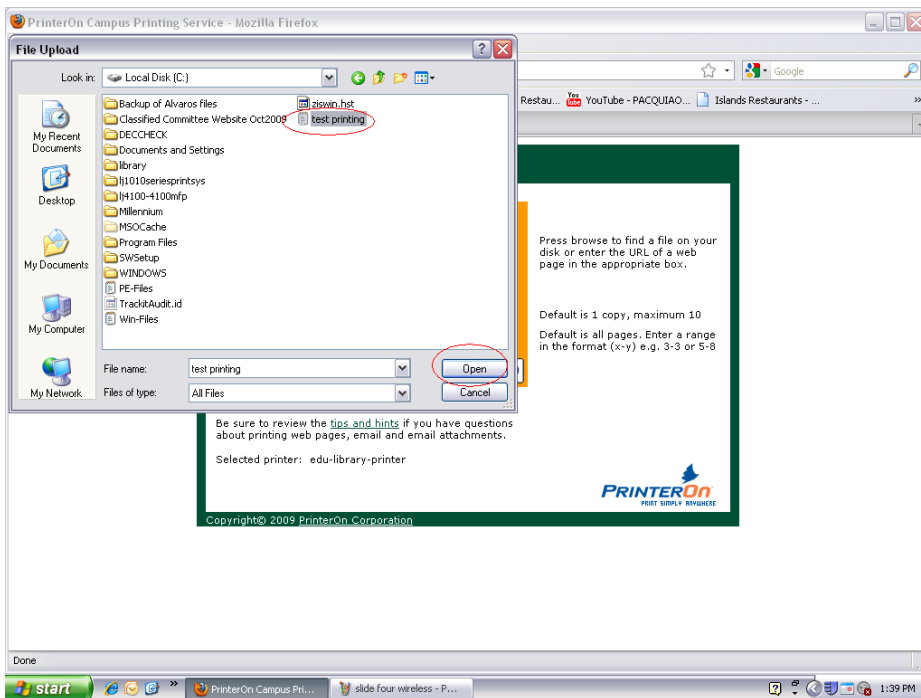 PrinterOn Campus Printing Service - Mozilla Firefox
File Upload
Look in: Local Disk (C:)
Google
Restau... YouTube - PACQUIAO... Islands Restaurants - ...
My Recent Documents
Desktop
My Documents
My Computer
My Network
Backup of Alvaros files
Classified Committee Website Oct2009
DECCHECK
Documents and Settings
library
lj1010seriesprintsys
lj4100-4100mfp
Millennium
MSOCache
Program Files
SWSetup
WINDOWS
PE-Files
TrackitAudit.id
Win-Files
ziswin.hst
test printing
File name: test printing Open
Files of type: All Files Cancel
Press browse to find a file on your
disk or enter the URL of a web
page in the appropriate box.
Default is 1 copy, maximum 10
Default is all pages. Enter a range
in the format (x-y) e.g. 3-3 or 5-8
Be sure to review the tips and hints if you have questions
about printing web pages, email and email attachments.
Selected printer: edu-library-printer
PRINTERON
PRINT SIMPLY ANYWHERE
Copyright© 2009 PrinterOn Corporation
Done
start PrinterOn Campus Pri... slide four wireless - P... 1:39 PM